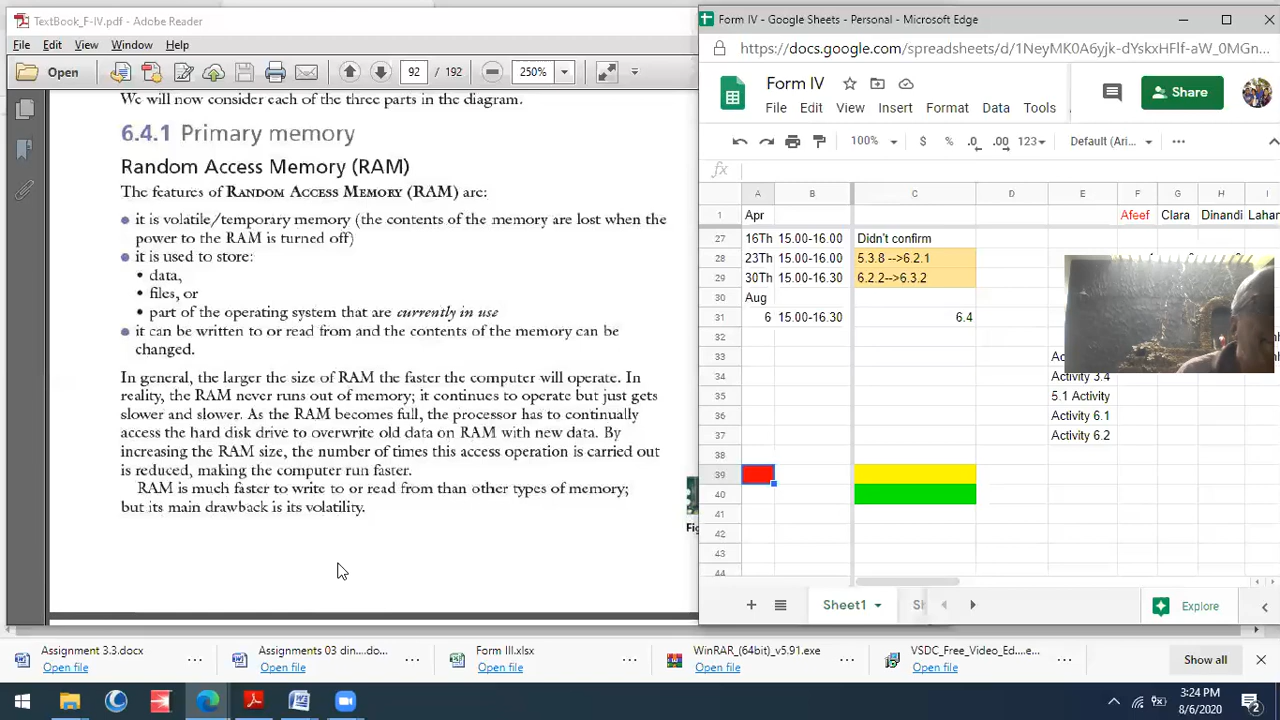 TextBook_F-IV.pdf - Adobe Reader
File Edit View Window Help
Open 92 / 192 250%
We will now consider each of the three parts in the diagram.
6.4.1 Primary memory
Random Access Memory (RAM)
The features of RANDOM ACCESS MEMORY (RAM) are:
it is volatile/temporary memory (the contents of the memory are lost when the
power to the RAM is turned off)
it is used to store:
• data,
• files, or
• part of the operating system that are currently in use
it can be written to or read from and the contents of the memory can be
changed.
In general, the larger the size of RAM the faster the computer will operate. In
reality, the RAM never runs out of memory; it continues to operate but just gets
slower and slower. As the RAM becomes full, the processor has to continually
access the hard disk drive to overwrite old data on RAM with new data. By
increasing the RAM size, the number of times this access operation is carried out
is reduced, making the computer run faster.
RAM is much faster to write to or read from than other types of memory;
but its main drawback is its volatility.
Fig
Form IV - Google Sheets - Personal - Microsoft Edge
https://docs.google.com/spreadsheets/d/1NeyMK0A6yjk-dYskxHFlf-aW_0MGn...
Form IV
Share
File Edit View Insert Format Data Tools
100% $ % .0 .00 123 Default (Ari... ...
fx
A B C D E F G H I
1 Apr Afeef Clara Dinandi Lahar
27 16Th 15.00-16.00 Didn't confirm
28 23Th 15.00-16.00 5.3.8 -->6.2.1
29 30Th 15.00-16.30 6.2.2-->6.3.2
30 Aug
31 6 15.00-16.30 6.4
32
33
34 Activity 3.4
35 5.1 Activity
36 Activity 6.1
37 Activity 6.2
38
39
40
41
42
43
44
Sheet1 Explore
Assignment 3.3.docx
Open file
Assignments 03 din....do...
Open file
Form III.xlsx
Open file
WinRAR_(64bit)_v5.91.exe
Open file
VSDC_Free_Video_Ed....e...
Open file
Show all
3:24 PM
8/6/2020
2